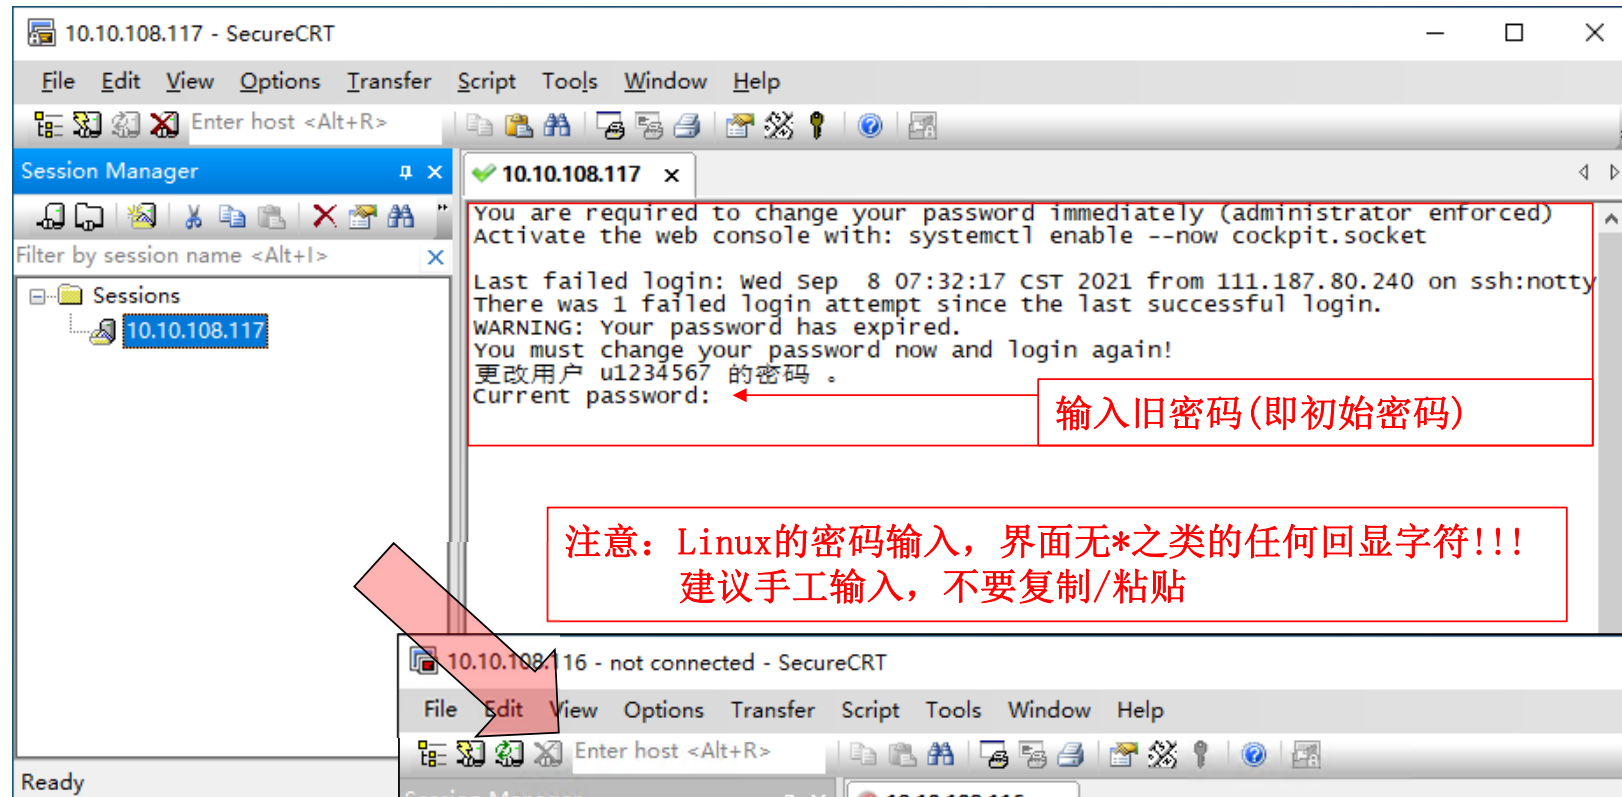 10.10.108.117 - SecureCRT
File Edit View Options Transfer Script Tools Window Help
Enter host <Alt+R>
Session Manager
10.10.108.117
Filter by session name <Alt+I>
Sessions
10.10.108.117
You are required to change your password immediately (administrator enforced)
Activate the web console with: systemctl enable --now cockpit.socket
Last failed login: Wed Sep  8 07:32:17 CST 2021 from 111.187.80.240 on ssh:notty
There was 1 failed login attempt since the last successful login.
WARNING: Your password has expired.
You must change your password now and login again!
更改用户 u1234567 的密码 。
Current password:
输入旧密码(即初始密码)
注意：Linux的密码输入，界面无*之类的任何回显字符!!!
建议手工输入，不要复制/粘贴
10.10.108.116 - not connected - SecureCRT
File Edit View Options Transfer Script Tools Window Help
Enter host <Alt+R>
Ready